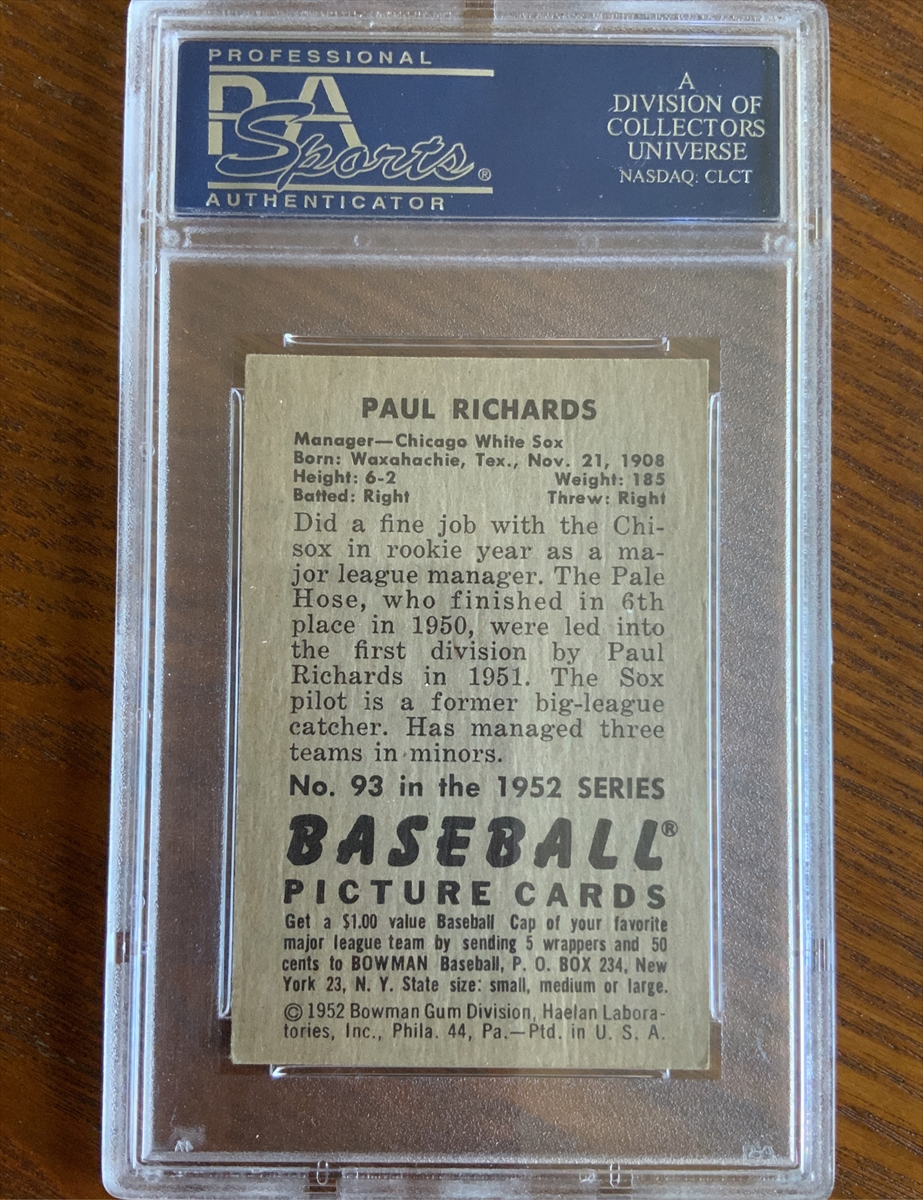 PROFESSIONAL
PSA
Sports®
AUTHENTICATOR
A
DIVISION OF
COLLECTORS
UNIVERSE
NASDAQ: CLCT
PAUL RICHARDS
Manager—Chicago White Sox
Born: Waxahachie, Tex., Nov. 21, 1908
Height: 6-2 Weight: 185
Batted: Right Threw: Right
Did a fine job with the Chi-
sox in rookie year as a ma-
jor league manager. The Pale
Hose, who finished in 6th
place in 1950, were led into
the first division by Paul
Richards in 1951. The Sox
pilot is a former big-league
catcher. Has managed three
teams in minors.
No. 93 in the 1952 SERIES
BASEBALL®
PICTURE CARDS
Get a $1.00 value Baseball Cap of your favorite
major league team by sending 5 wrappers and 50
cents to BOWMAN Baseball, P. O. BOX 234, New
York 23, N. Y. State size: small, medium or large.
© 1952 Bowman Gum Division, Haelan Labora-
tories, Inc., Phila. 44, Pa.—Ptd. in U. S. A.